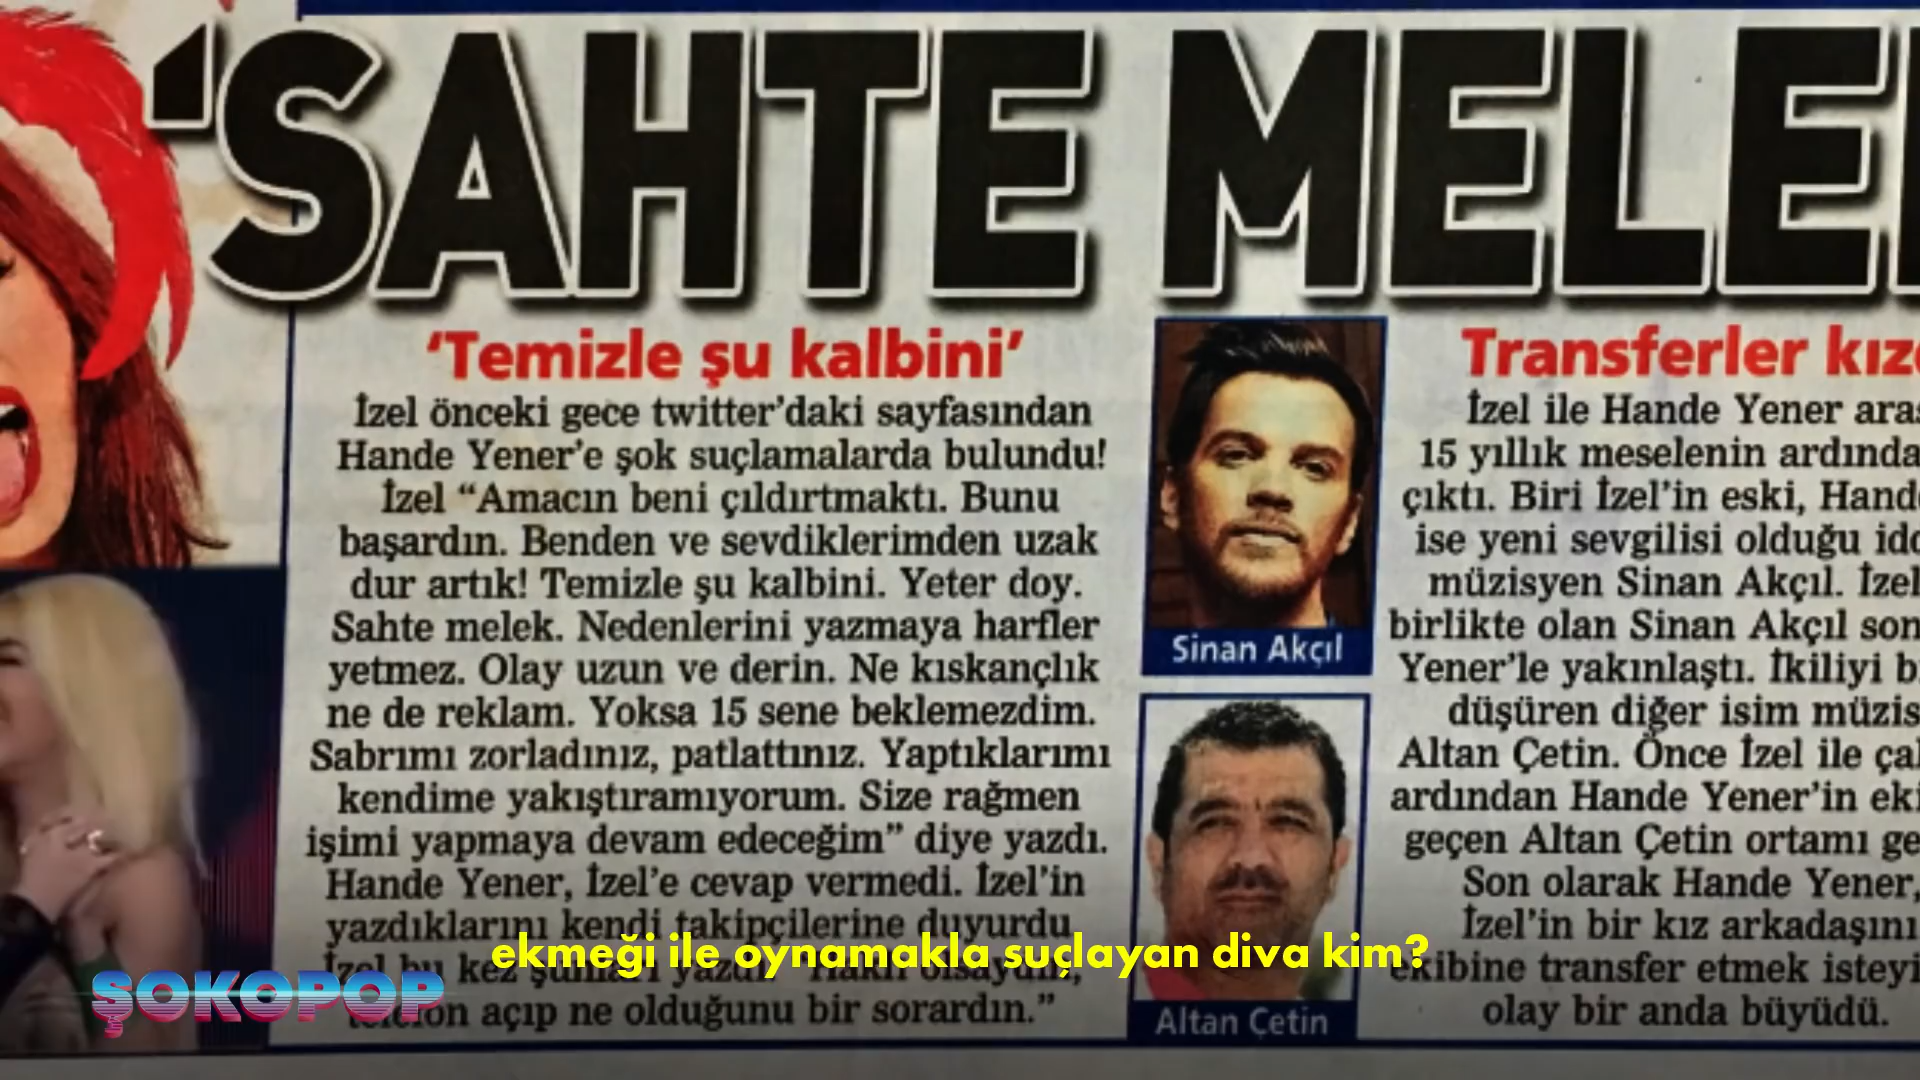 'SAHTE MELE
'Temizle şu kalbini'
İzel önceki gece twitter'daki sayfasından
Hande Yener'e şok suçlamalarda bulundu!
İzel “Amacın beni çıldırtmaktı. Bunu
başardın. Benden ve sevdiklerimden uzak
dur artık! Temizle şu kalbini. Yeter doy.
Sahte melek. Nedenlerini yazmaya harfler
yetmez. Olay uzun ve derin. Ne kıskançlık
ne de reklam. Yoksa 15 sene beklemezdim.
Sabrımı zorladınız, patlattınız. Yaptıklarımı
kendime yakıştıramıyorum. Size rağmen
işimi yapmaya devam edeceğim” diye yazdı.
Hande Yener, İzel'e cevap vermedi. İzel'in
yazdıklarını kendi takipçilerine duyurdu
İzel bu kez şunları yazdı
açıp ne olduğunu bir sorardın.”
Sinan Akçıl
Altan Çetin
Transferler kız
İzel ile Hande Yener ara
15 yıllık meselenin ardında
çıktı. Biri İzel'in eski, Hand
ise yeni sevgilisi olduğu id
müzisyen Sinan Akçıl. İzel
birlikte olan Sinan Akçıl son
Yener'le yakınlaştı. İkiliyi b
düşüren diğer isim müzis
Altan Çetin. Önce İzel ile ça
ardından Hande Yener'in eki
geçen Altan Çetin ortamı ge
Son olarak Hande Yener,
İzel'in bir kız arkadaşını
ekibine transfer etmek isteyi
olay bir anda büyüdü.
ekmeği ile oynamakla suçlayan diva kim?
ŞOKOPOP